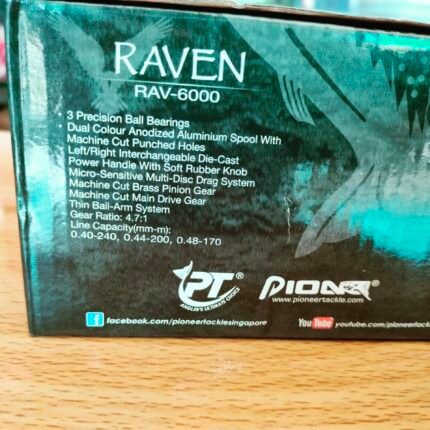 RAVEN
RAV-6000
3 Precision Ball Bearings
Dual Colour Anodized Aluminium Spool With
Machine Cut Punched Holes
Left/Right Interchangeable Die-Cast
Power Handle With Soft Rubber Knob
Micro-Sensitive Multi-Disc Drag System
Machine Cut Brass Pinion Gear
Machine Cut Main Drive Gear
Thin Bail-Arm System
Gear Ratio: 4.7:1
Line Capacity(mm-m):
0.40-240, 0.44-200, 0.48-170
PT®
ANGLER'S ULTIMATE CHOICE
PION
www.pioneertackle.com
f facebook.com/pioneertacklesingapore
YouTube youtube.com/pioneertackle